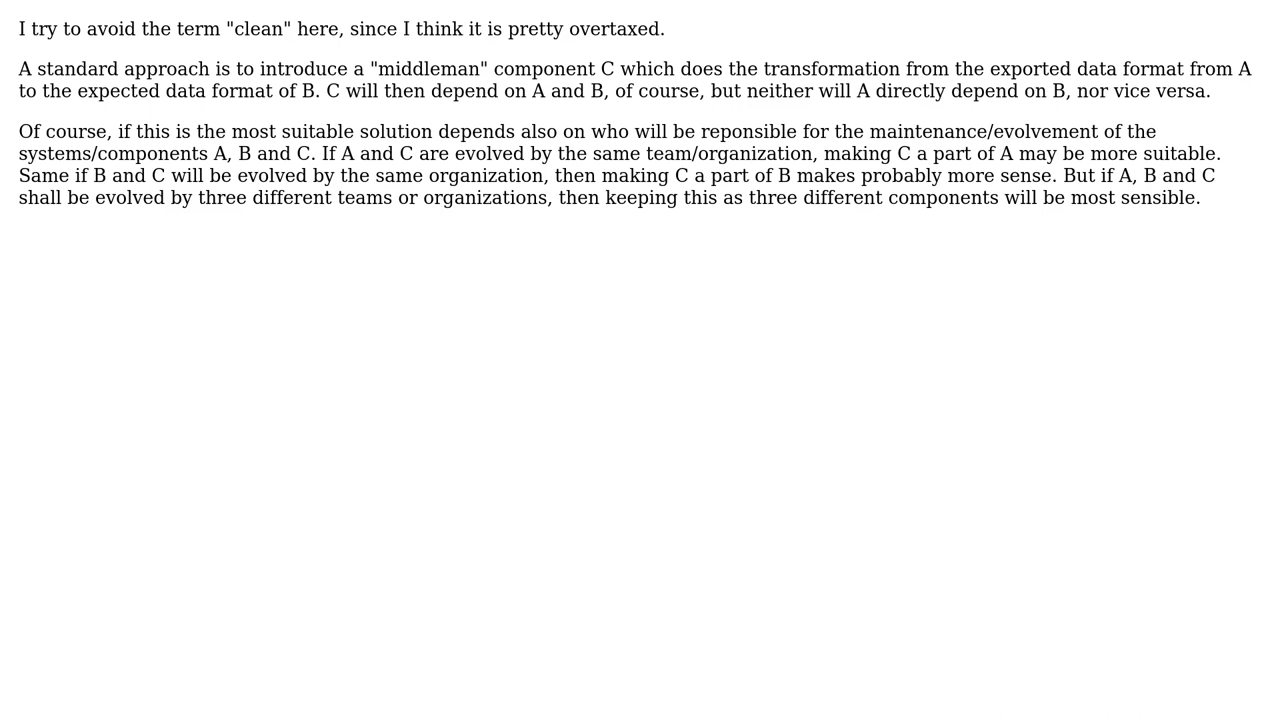 I try to avoid the term "clean" here, since I think it is pretty overtaxed.
A standard approach is to introduce a "middleman" component C which does the transformation from the exported data format from A
to the expected data format of B. C will then depend on A and B, of course, but neither will A directly depend on B, nor vice versa.
Of course, if this is the most suitable solution depends also on who will be reponsible for the maintenance/evolvement of the
systems/components A, B and C. If A and C are evolved by the same team/organization, making C a part of A may be more suitable.
Same if B and C will be evolved by the same organization, then making C a part of B makes probably more sense. But if A, B and C
shall be evolved by three different teams or organizations, then keeping this as three different components will be most sensible.